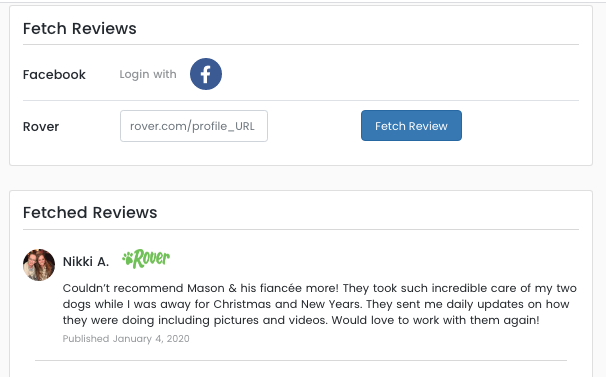 Fetch Reviews
Facebook Login with f
Rover rover.com/profile_URL Fetch Review
Fetched Reviews
Nikki A. Rover
Couldn't recommend Mason & his fiancée more! They took such incredible care of my two
dogs while I was away for Christmas and New Years. They sent me daily updates on how
they were doing including pictures and videos. Would love to work with them again!
Published January 4, 2020